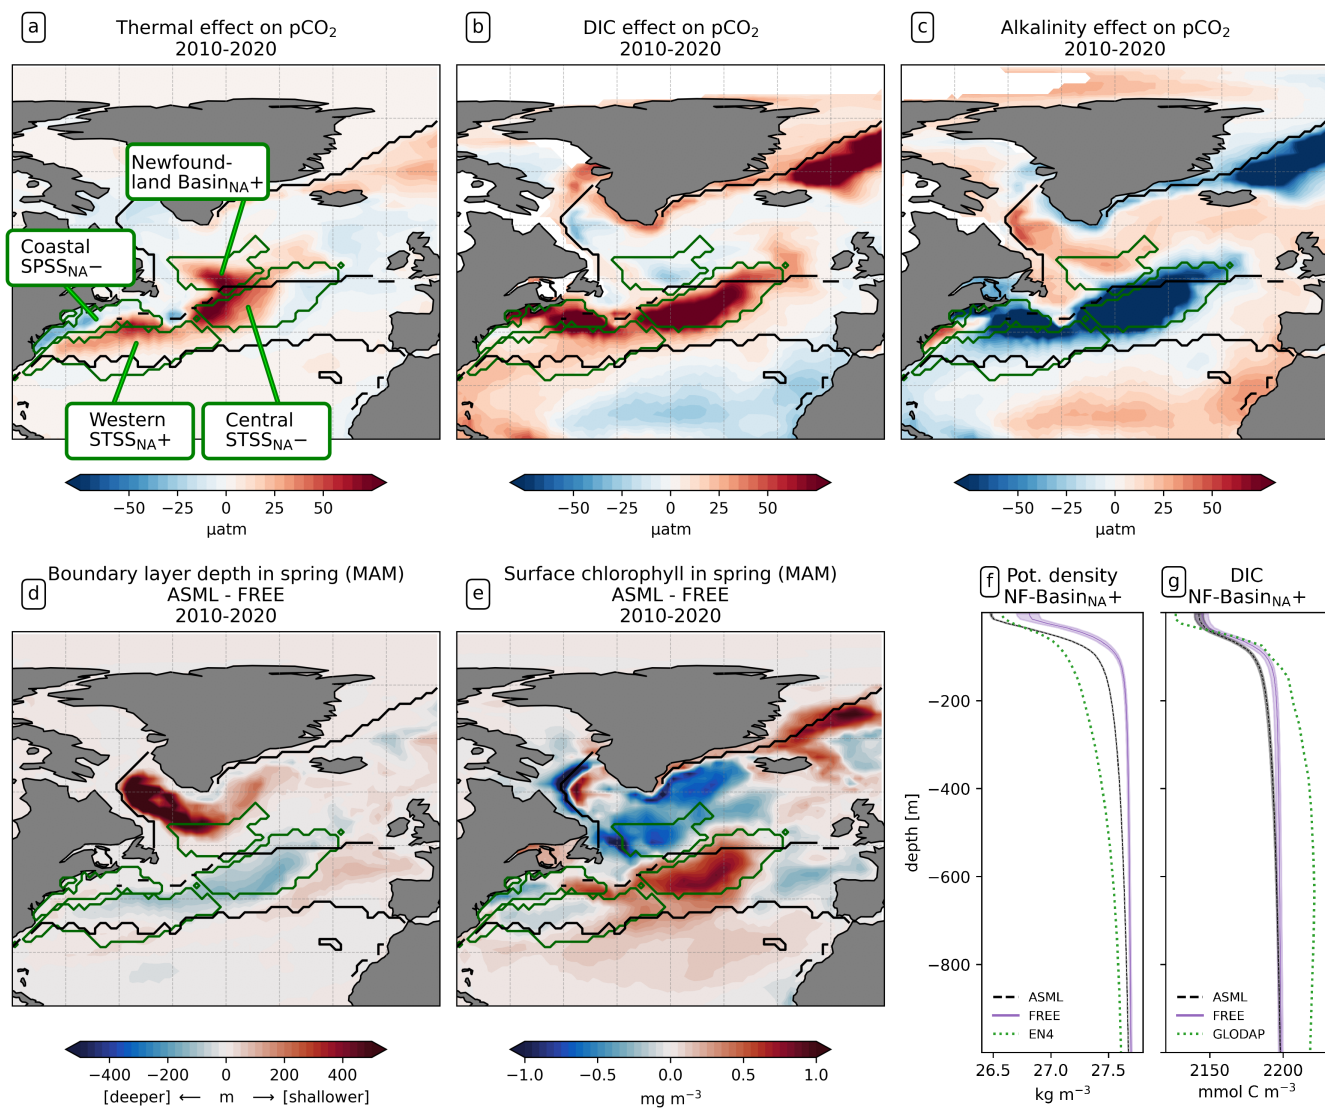 a
Thermal effect on pCO₂
2010-2020
b
DIC effect on pCO₂
2010-2020
c
Alkalinity effect on pCO₂
2010-2020
Newfound-
land Basin_NA+
Coastal
SPSS_NA−
Western
STSS_NA+
Central
STSS_NA−
−50 −25 0 25 50
µatm
−50 −25 0 25 50
µatm
−50 −25 0 25 50
µatm
d
Boundary layer depth in spring (MAM)
ASML - FREE
2010-2020
e
Surface chlorophyll in spring (MAM)
ASML - FREE
2010-2020
f
Pot. density
NF-Basin_NA+
g
DIC
NF-Basin_NA+
−200
−400
−600
−800
depth [m]
ASML
FREE
EN4
ASML
FREE
GLODAP
−400 −200 0 200 400
[deeper] ⟵ m ⟶ [shallower]
−1.0 −0.5 0.0 0.5 1.0
mg m⁻³
26.5 27.0 27.5
kg m⁻³
2150 2200
mmol C m⁻³